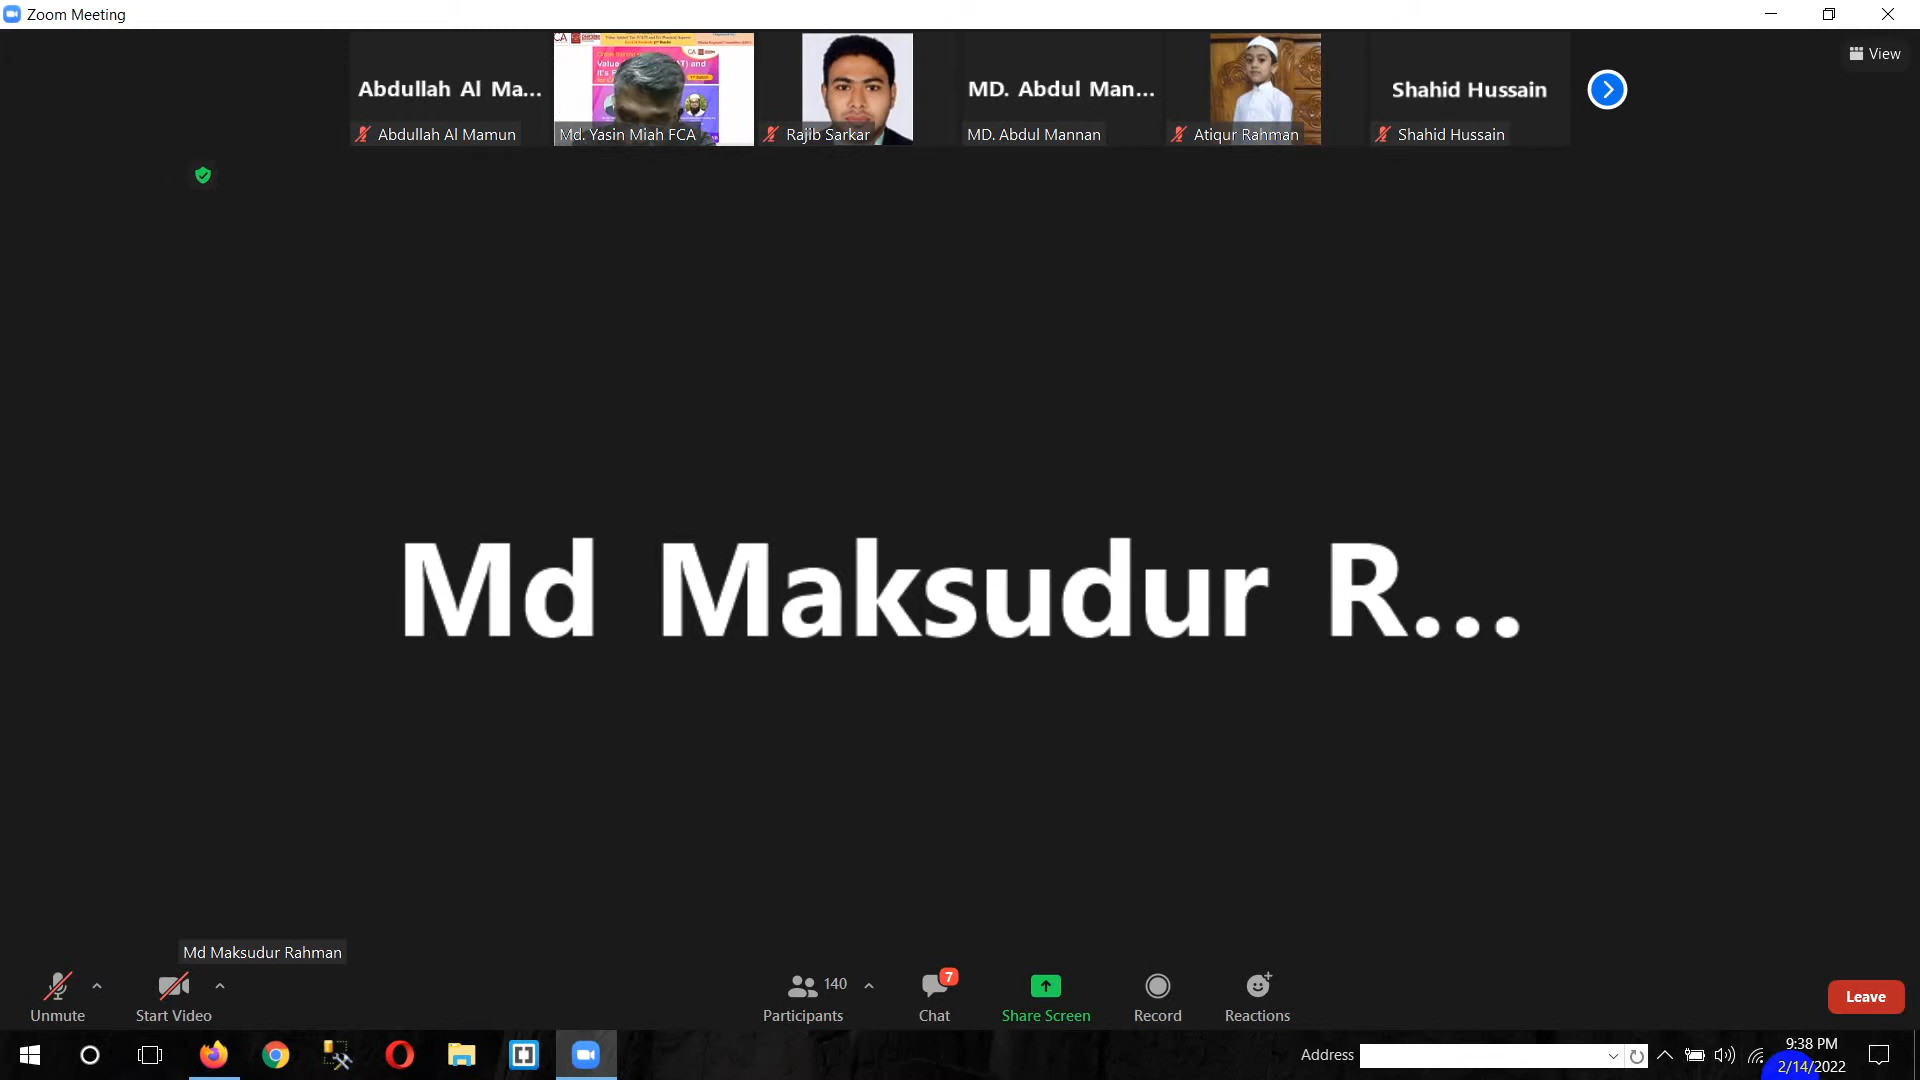 Zoom Meeting
View
Abdullah Al Ma...
MD. Abdul Man...
Shahid Hussain
Abdullah Al Mamun
Md. Yasin Miah FCA
Rajib Sarkar
MD. Abdul Mannan
Atiqur Rahman
Shahid Hussain
Md Maksudur R...
Md Maksudur Rahman
140
7
Unmute
Start Video
Participants
Chat
Share Screen
Record
Reactions
Leave
Address
9:38 PM
2/14/2022